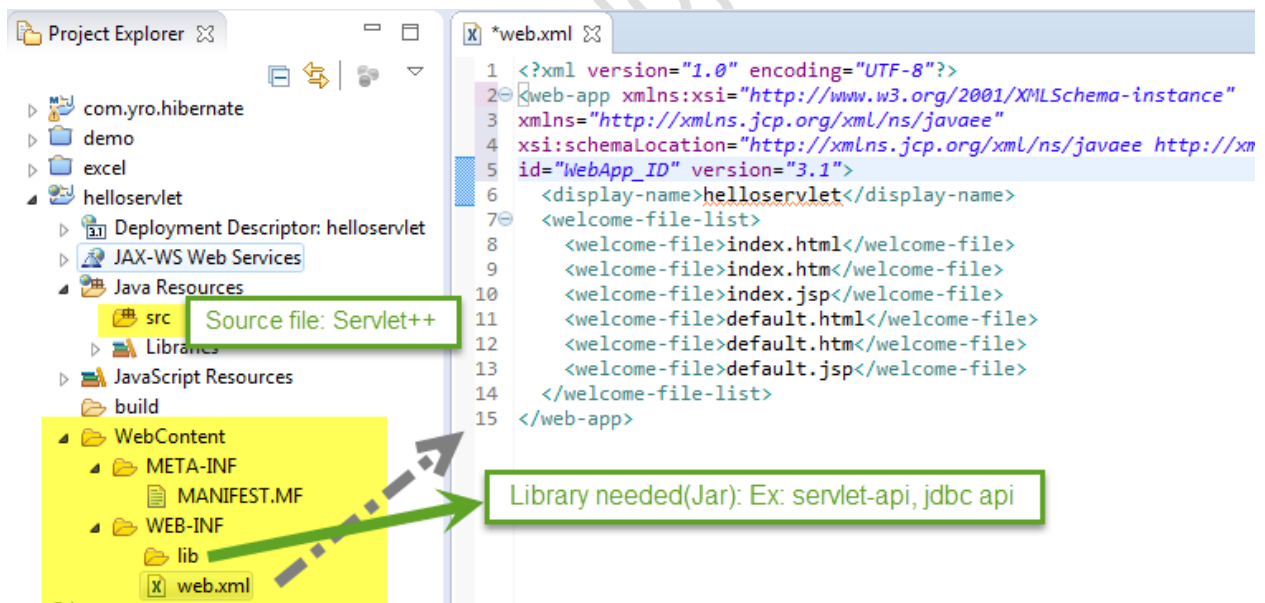 Project Explorer
com.yro.hibernate
demo
excel
helloservlet
3.1 Deployment Descriptor: helloservlet
JAX-WS Web Services
Java Resources
src
Source file: Servlet++
Libraries
JavaScript Resources
build
WebContent
META-INF
MANIFEST.MF
WEB-INF
lib
X web.xml
X *web.xml
1 <?xml version="1.0" encoding="UTF-8"?>
2 <web-app xmlns:xsi="http://www.w3.org/2001/XMLSchema-instance"
3 xmlns="http://xmlns.jcp.org/xml/ns/javaee"
4 xsi:schemaLocation="http://xmlns.jcp.org/xml/ns/javaee http://xm
5 id="WebApp_ID" version="3.1">
6 <display-name>helloservlet</display-name>
7 <welcome-file-list>
8 <welcome-file>index.html</welcome-file>
9 <welcome-file>index.htm</welcome-file>
10 <welcome-file>index.jsp</welcome-file>
11 <welcome-file>default.html</welcome-file>
12 <welcome-file>default.htm</welcome-file>
13 <welcome-file>default.jsp</welcome-file>
14 </welcome-file-list>
15 </web-app>
Library needed(Jar): Ex: servlet-api, jdbc api